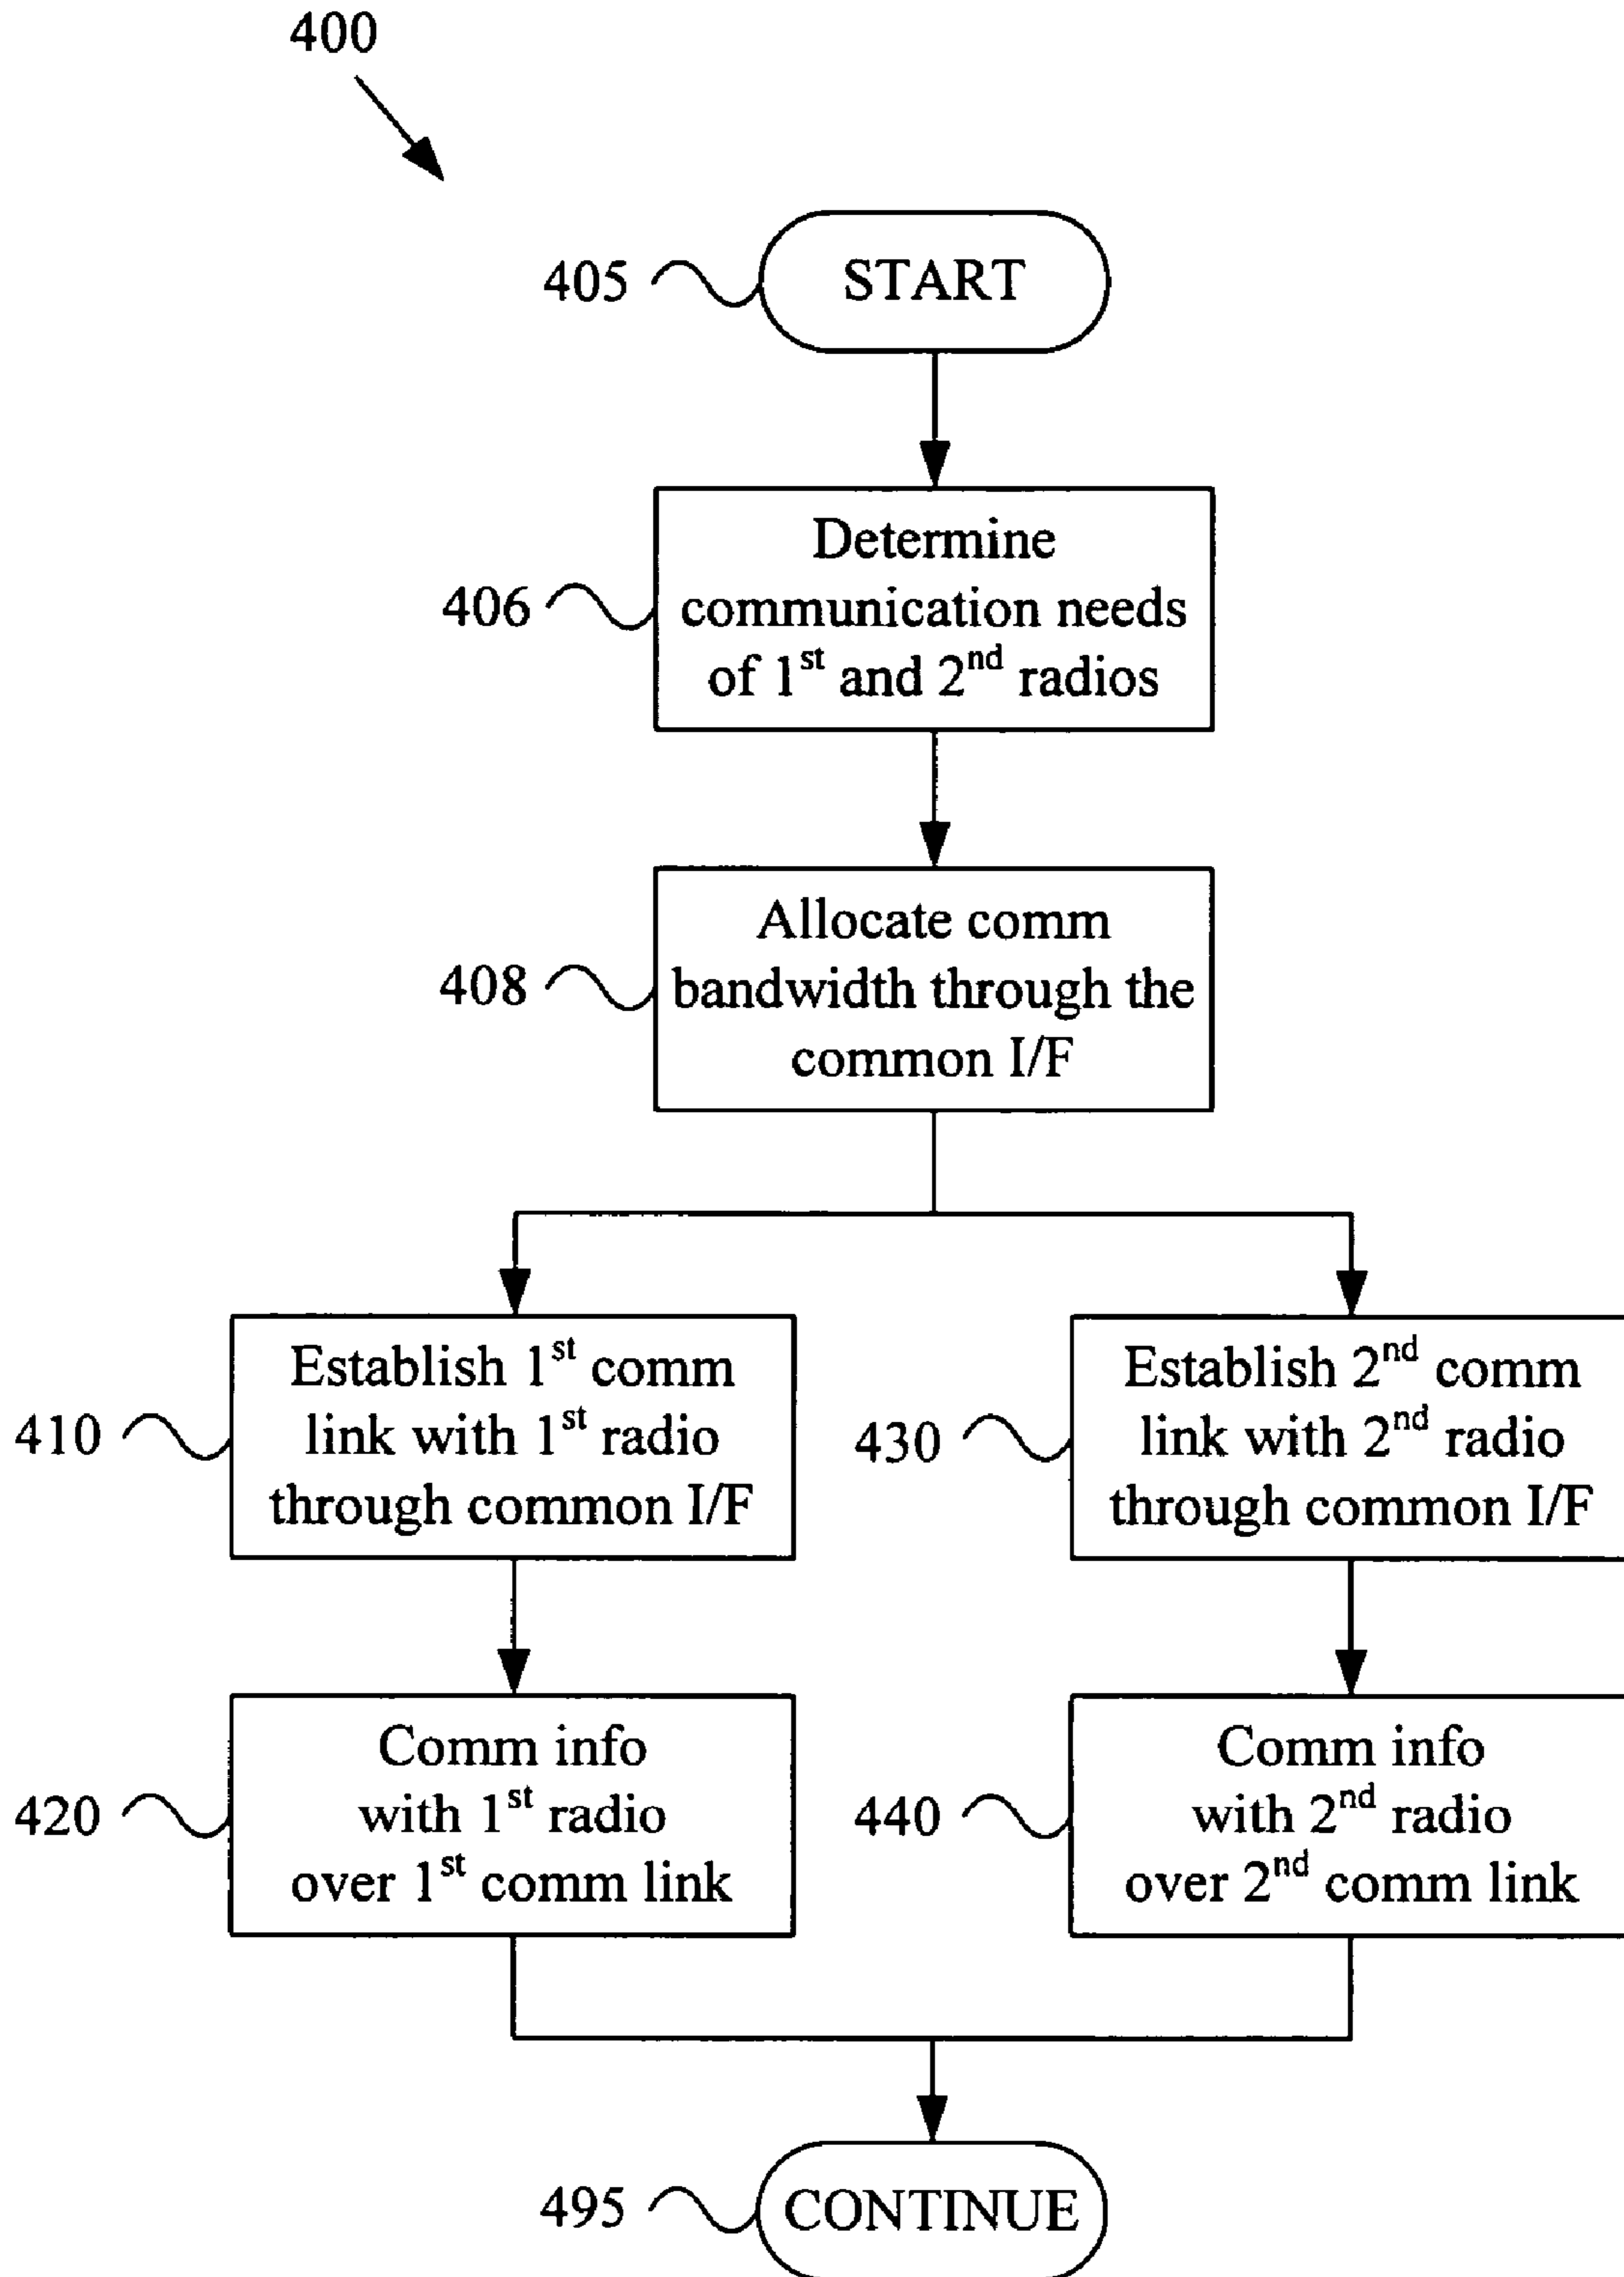 400
405
START
406
Determine
communication needs
of 1st and 2nd radios
408
Allocate comm
bandwidth through the
common I/F
410
Establish 1st comm
link with 1st radio
through common I/F
430
Establish 2nd comm
link with 2nd radio
through common I/F
420
Comm info
with 1st radio
over 1st comm link
440
Comm info
with 2nd radio
over 2nd comm link
495
CONTINUE